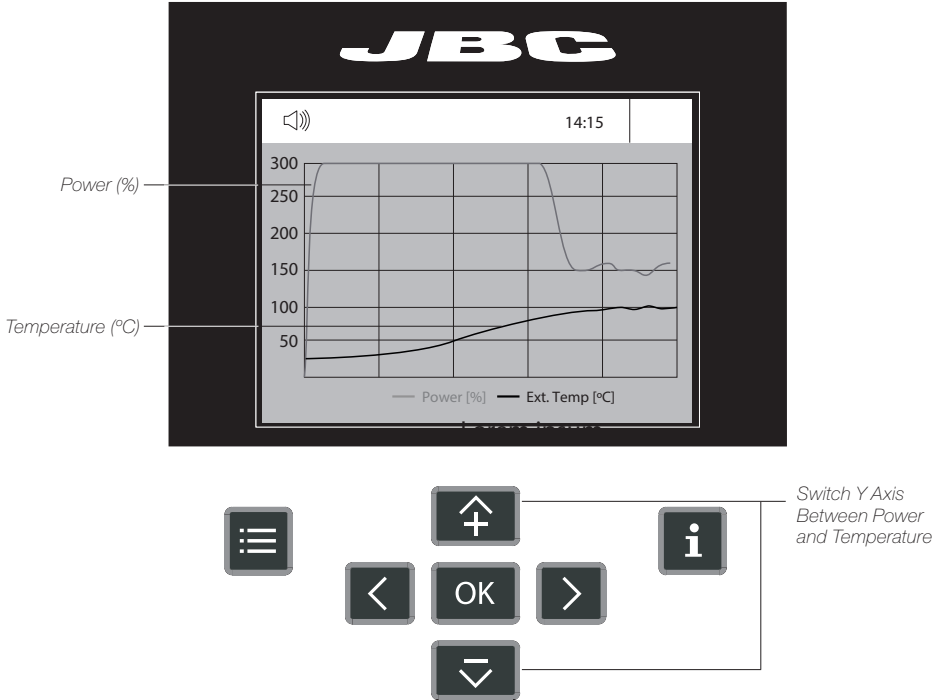 JBC
14:15
300
250
200
150
100
50
Power (%)
Temperature (ºC)
Power [%] Ext. Temp [ºC]
Switch Y Axis
Between Power
and Temperature
OK
i